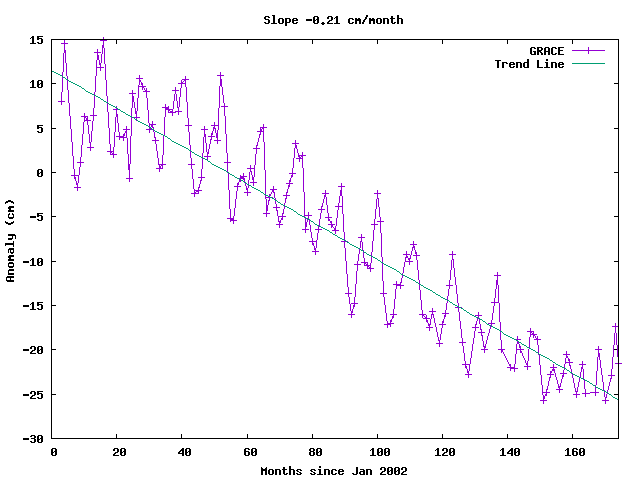 Slope -0.21 cm/month
GRACE
Trend Line
15
10
5
0
-5
-10
-15
-20
-25
-30
Anomaly (cm)
0 20 40 60 80 100 120 140 160
Months since Jan 2002